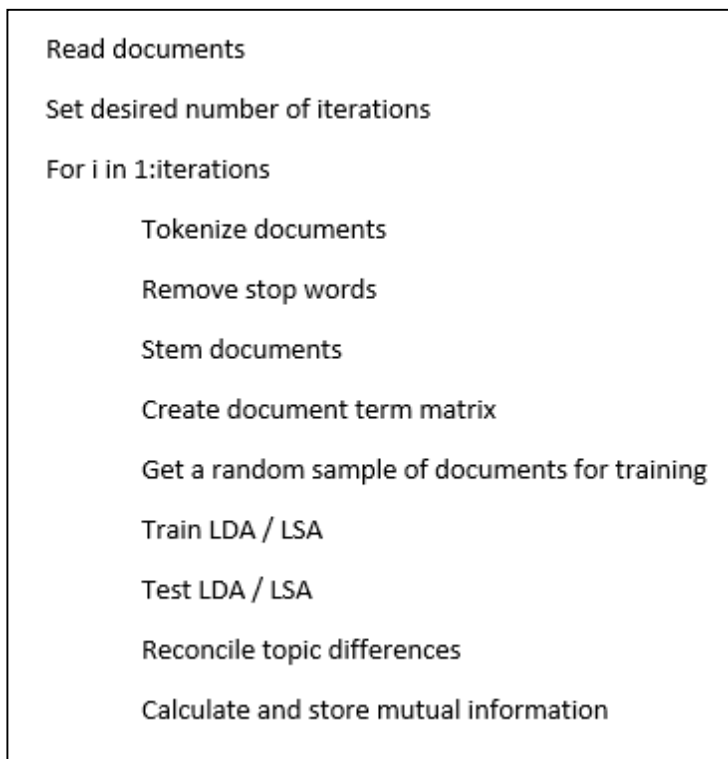 Read documents
Set desired number of iterations
For i in 1:iterations
Tokenize documents
Remove stop words
Stem documents
Create document term matrix
Get a random sample of documents for training
Train LDA / LSA
Test LDA / LSA
Reconcile topic differences
Calculate and store mutual information